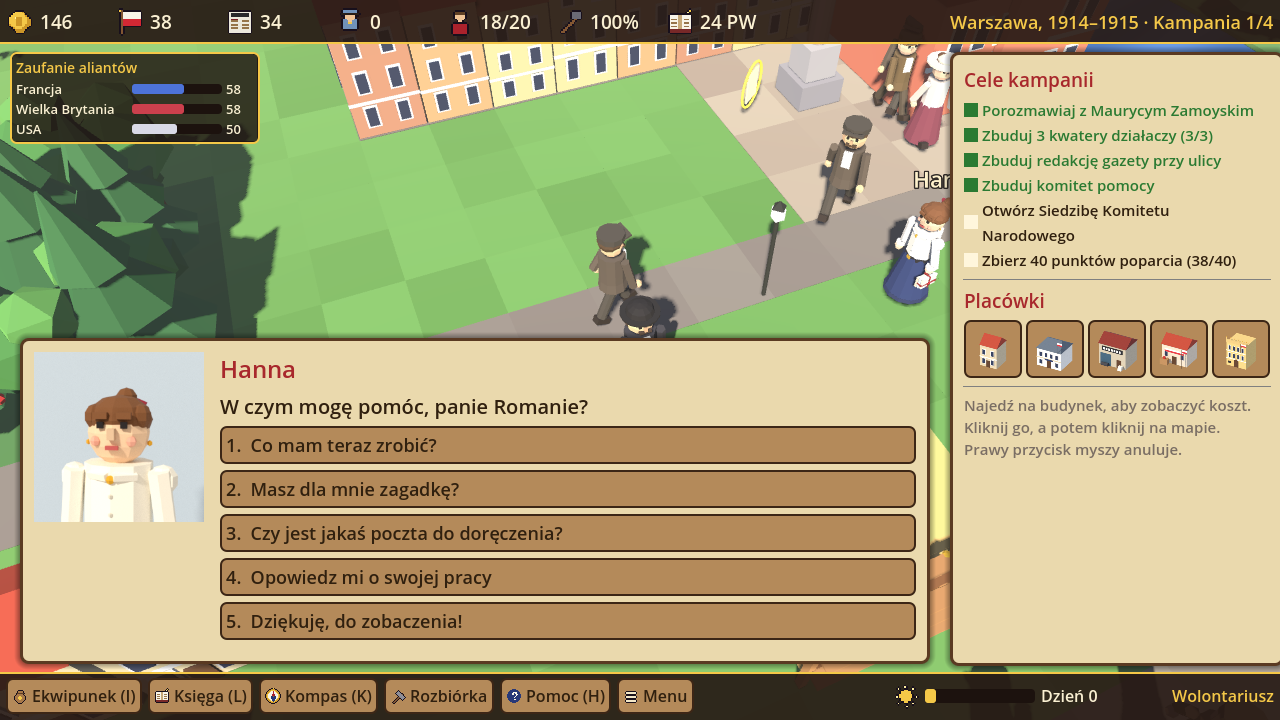 146 38 34 0 18/20 100% 24 PW Warszawa, 1914–1915 · Kampania 1/4
Zaufanie aliantów
Francja 58
Wielka Brytania 58
USA 50
Cele kampanii
Porozmawiaj z Maurycym Zamoyskim
Zbuduj 3 kwatery działaczy (3/3)
Zbuduj redakcję gazety przy ulicy
Zbuduj komitet pomocy
Otwórz Siedzibę Komitetu
Narodowego
Zbierz 40 punktów poparcia (38/40)
Placówki
Najedź na budynek, aby zobaczyć koszt.
Kliknij go, a potem kliknij na mapie.
Prawy przycisk myszy anuluje.
Han
Hanna
W czym mogę pomóc, panie Romanie?
1. Co mam teraz zrobić?
2. Masz dla mnie zagadkę?
3. Czy jest jakaś poczta do doręczenia?
4. Opowiedz mi o swojej pracy
5. Dziękuję, do zobaczenia!
Ekwipunek (I) Księga (L) Kompas (K) Rozbiórka Pomoc (H) Menu Dzień 0 Wolontariusz